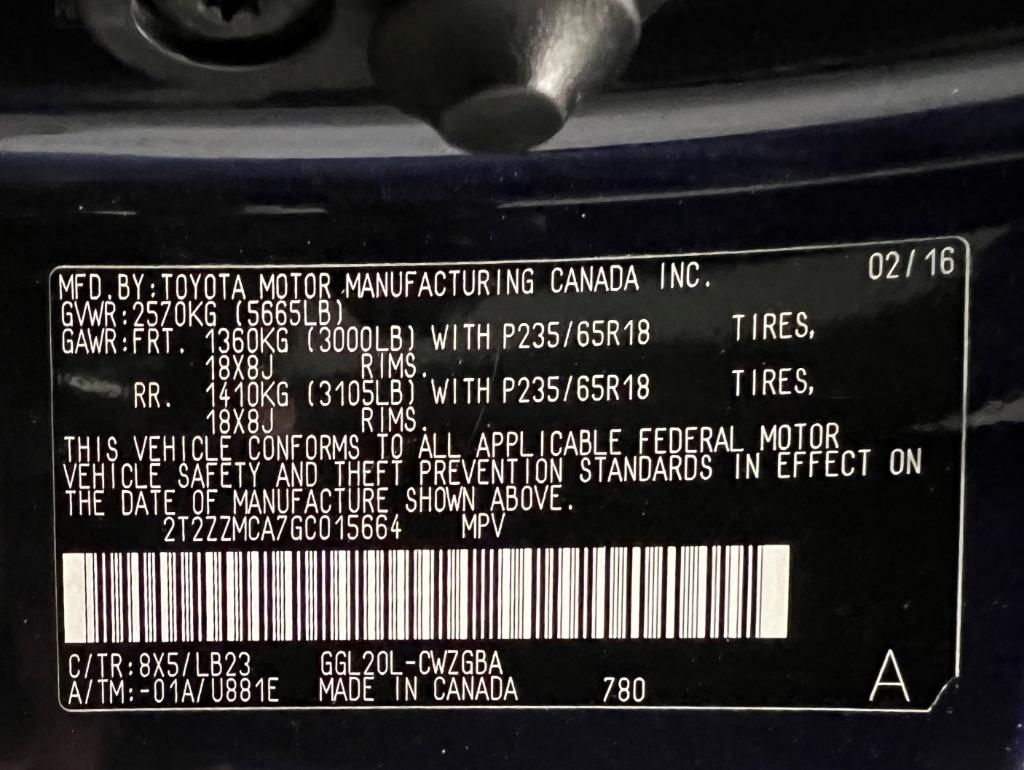 MFD.BY:TOYOTA MOTOR MANUFACTURING CANADA INC. 02/16
GVWR:2570KG (5665LB)
GAWR:FRT. 1360KG (3000LB) WITH P235/65R18 TIRES,
18X8J RIMS.
RR. 1410KG (3105LB) WITH P235/65R18 TIRES,
18X8J RIMS.
THIS VEHICLE CONFORMS TO ALL APPLICABLE FEDERAL MOTOR
VEHICLE SAFETY AND THEFT PREVENTION STANDARDS IN EFFECT ON
THE DATE OF MANUFACTURE SHOWN ABOVE.
2T2ZZMCA7GC015664 MPV
C/TR:8X5/LB23 GGL20L-CWZGBA
A/TM:-01A/U881E MADE IN CANADA 780 A